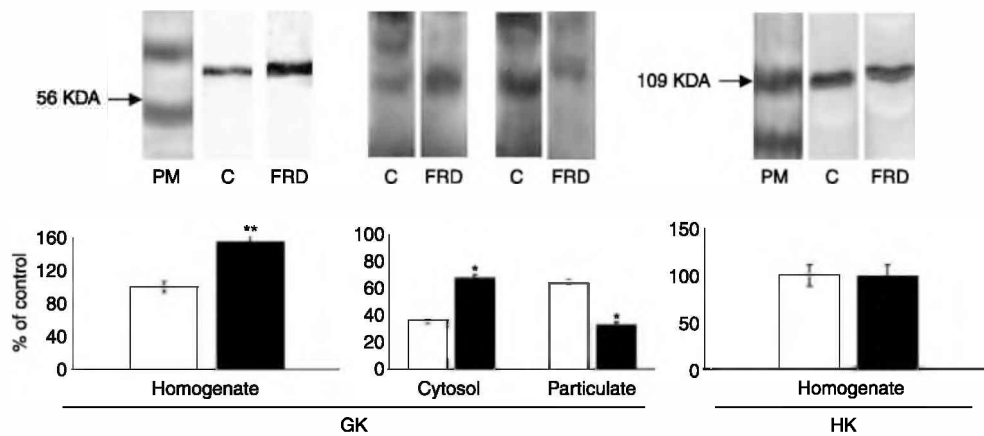 56 KDA
109 KDA
PM C FRD C FRD C FRD PM C FRD
% of control
160
120
80
40
0
**
Homogenate
100
80
60
40
20
0
*
*
Cytosol Particulate
GK
150
100
50
0
Homogenate
HK